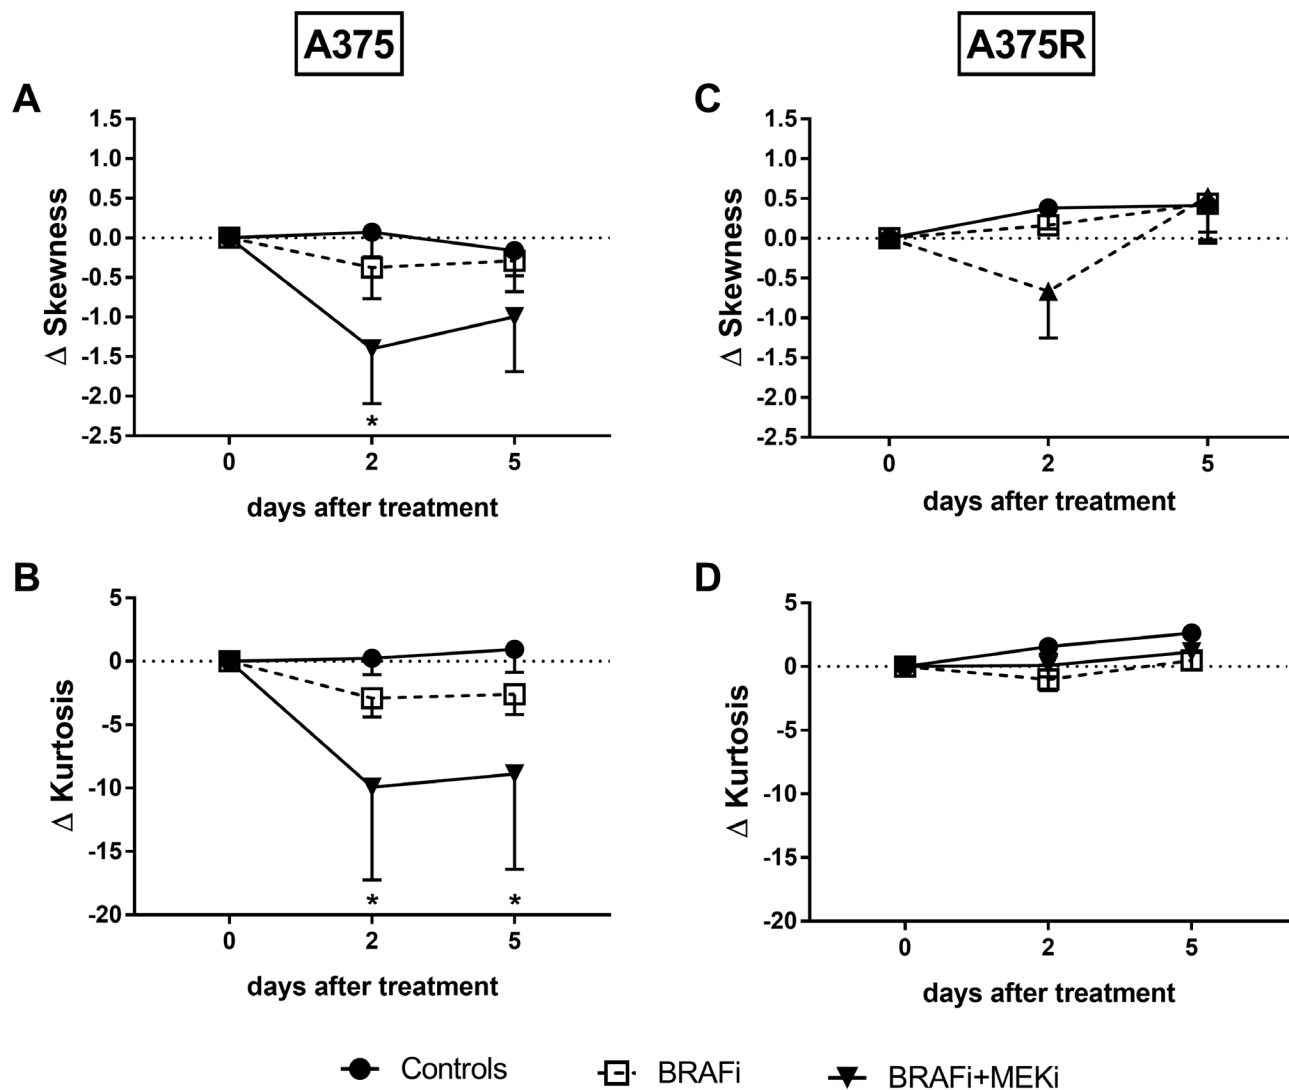 A375
A375R
A
Δ Skewness
1.5
1.0
0.5
0.0
-0.5
-1.0
-1.5
-2.0
-2.5
*
0 2 5
days after treatment
C
Δ Skewness
1.5
1.0
0.5
0.0
-0.5
-1.0
-1.5
-2.0
-2.5
0 2 5
days after treatment
B
Δ Kurtosis
5
0
-5
-10
-15
-20
* *
0 2 5
days after treatment
D
Δ Kurtosis
5
0
-5
-10
-15
-20
0 2 5
days after treatment
Controls BRAFi BRAFi+MEKi